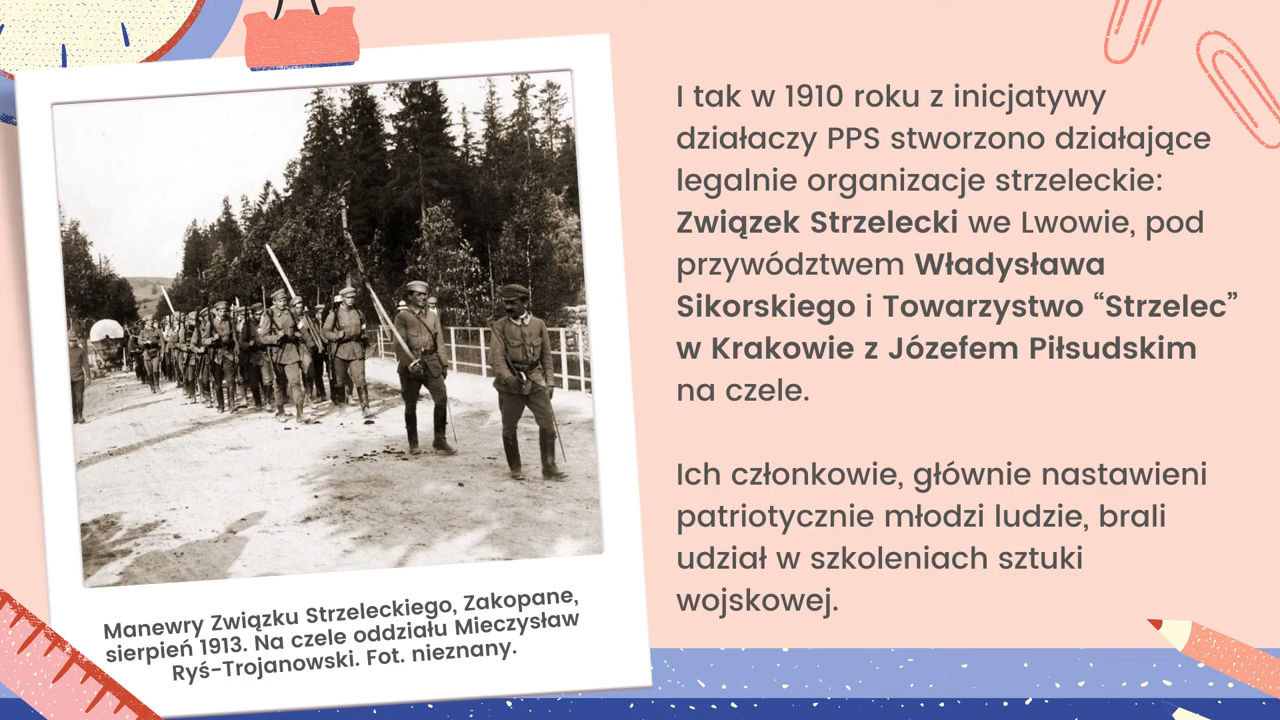 I tak w 1910 roku z inicjatywy
działaczy PPS stworzono działające
legalnie organizacje strzeleckie:
Związek Strzelecki we Lwowie, pod
przywództwem Władysława
Sikorskiego i Towarzystwo “Strzelec”
w Krakowie z Józefem Piłsudskim
na czele.
Ich członkowie, głównie nastawieni
patriotycznie młodzi ludzie, brali
udział w szkoleniach sztuki
wojskowej.
Manewry Związku Strzeleckiego, Zakopane,
sierpień 1913. Na czele oddziału Mieczysław
Ryś-Trojanowski. Fot. nieznany.